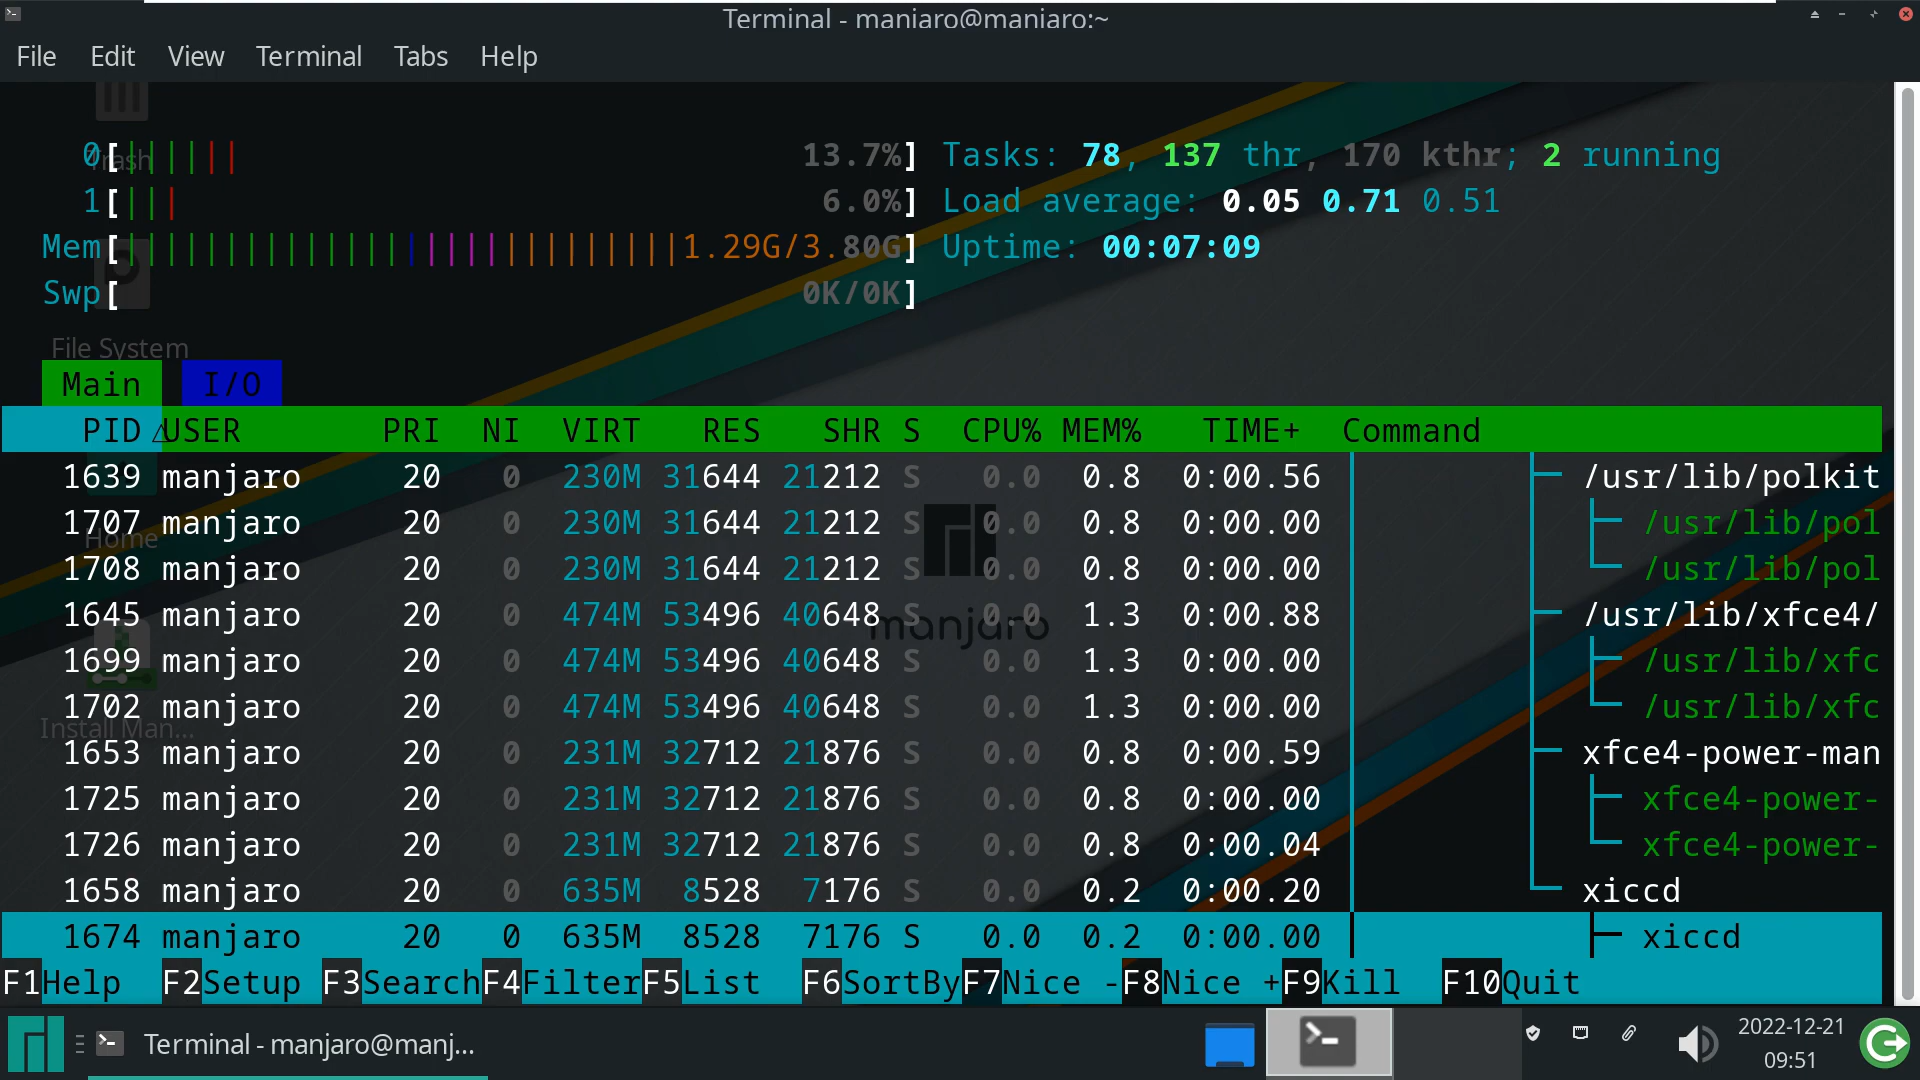 Terminal - manjaro@manjaro:~
File Edit View Terminal Tabs Help
Trash
0[||||||| 13.7%] Tasks: 78, 137 thr, 170 kthr; 2 running
1[||| 6.0%] Load average: 0.05 0.71 0.51
Mem[||||||||||||||||||||||||||||1.29G/3.80G] Uptime: 00:07:09
Swp[ 0K/0K]
File System
Main I/O
PID △USER PRI NI VIRT RES SHR S CPU% MEM% TIME+ Command
1639 manjaro 20 0 230M 31644 21212 S 0.0 0.8 0:00.56 /usr/lib/polkit
1707 manjaro 20 0 230M 31644 21212 S 0.0 0.8 0:00.00 /usr/lib/pol
Home
1708 manjaro 20 0 230M 31644 21212 S 0.0 0.8 0:00.00 /usr/lib/pol
1645 manjaro 20 0 474M 53496 40648 S 0.0 1.3 0:00.88 /usr/lib/xfce4/
manjaro
1699 manjaro 20 0 474M 53496 40648 S 0.0 1.3 0:00.00 /usr/lib/xfc
1702 manjaro 20 0 474M 53496 40648 S 0.0 1.3 0:00.00 /usr/lib/xfc
Install Man...
1653 manjaro 20 0 231M 32712 21876 S 0.0 0.8 0:00.59 xfce4-power-man
1725 manjaro 20 0 231M 32712 21876 S 0.0 0.8 0:00.00 xfce4-power-
1726 manjaro 20 0 231M 32712 21876 S 0.0 0.8 0:00.04 xfce4-power-
1658 manjaro 20 0 635M 8528 7176 S 0.0 0.2 0:00.20 xiccd
1674 manjaro 20 0 635M 8528 7176 S 0.0 0.2 0:00.00 xiccd
F1Help F2Setup F3SearchF4FilterF5List F6SortByF7Nice -F8Nice +F9Kill F10Quit
Terminal - manjaro@manj...
2022-12-21
09:51